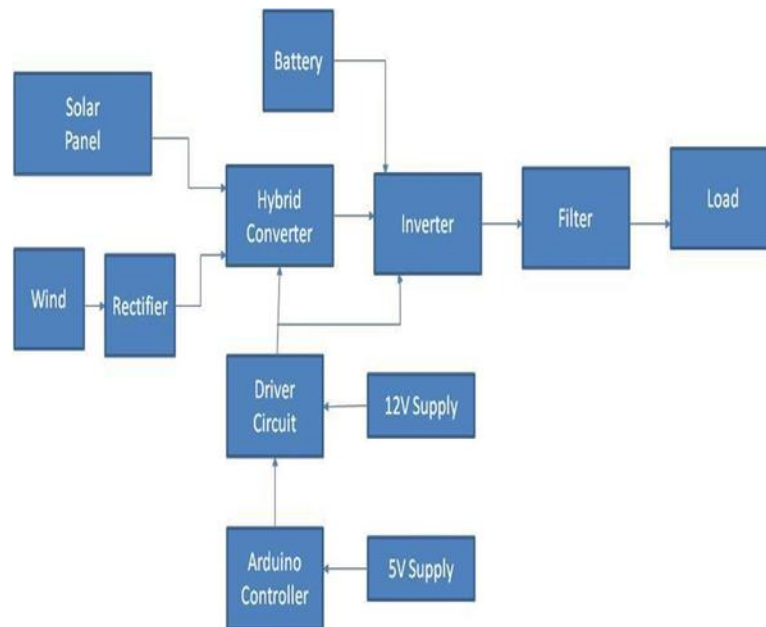 Battery
Solar
Panel
Hybrid
Converter
Inverter
Filter
Load
Wind
Rectifier
Driver
Circuit
12V Supply
Arduino
Controller
5V Supply